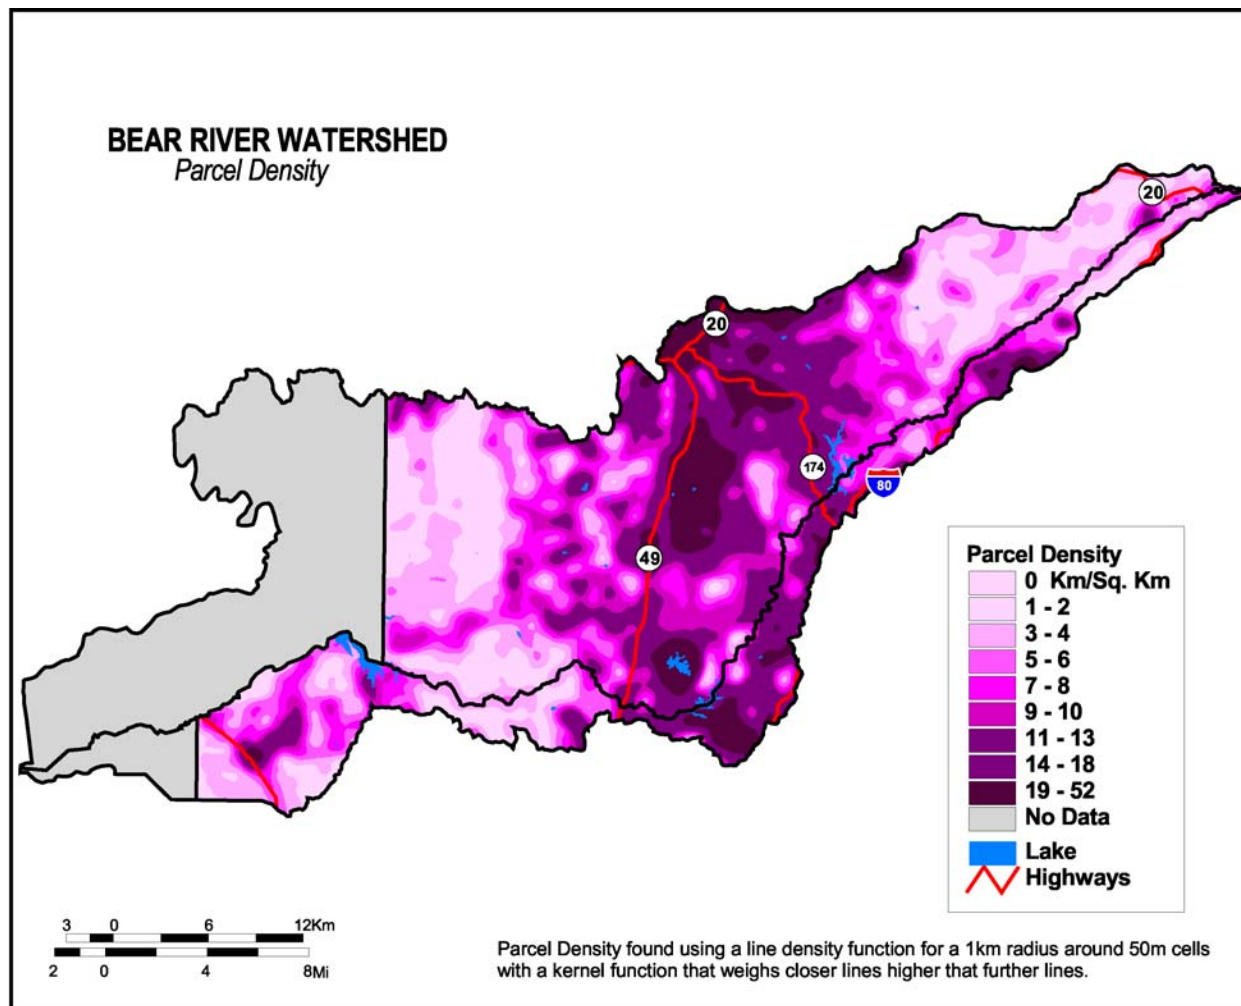 BEAR RIVER WATERSHED
Parcel Density
20
20
174
80
49
Parcel Density
0 Km/Sq. Km
1 - 2
3 - 4
5 - 6
7 - 8
9 - 10
11 - 13
14 - 18
19 - 52
No Data
Lake
Highways
3 0 6 12Km
2 0 4 8Mi
Parcel Density found using a line density function for a 1km radius around 50m cells
with a kernel function that weighs closer lines higher that further lines.